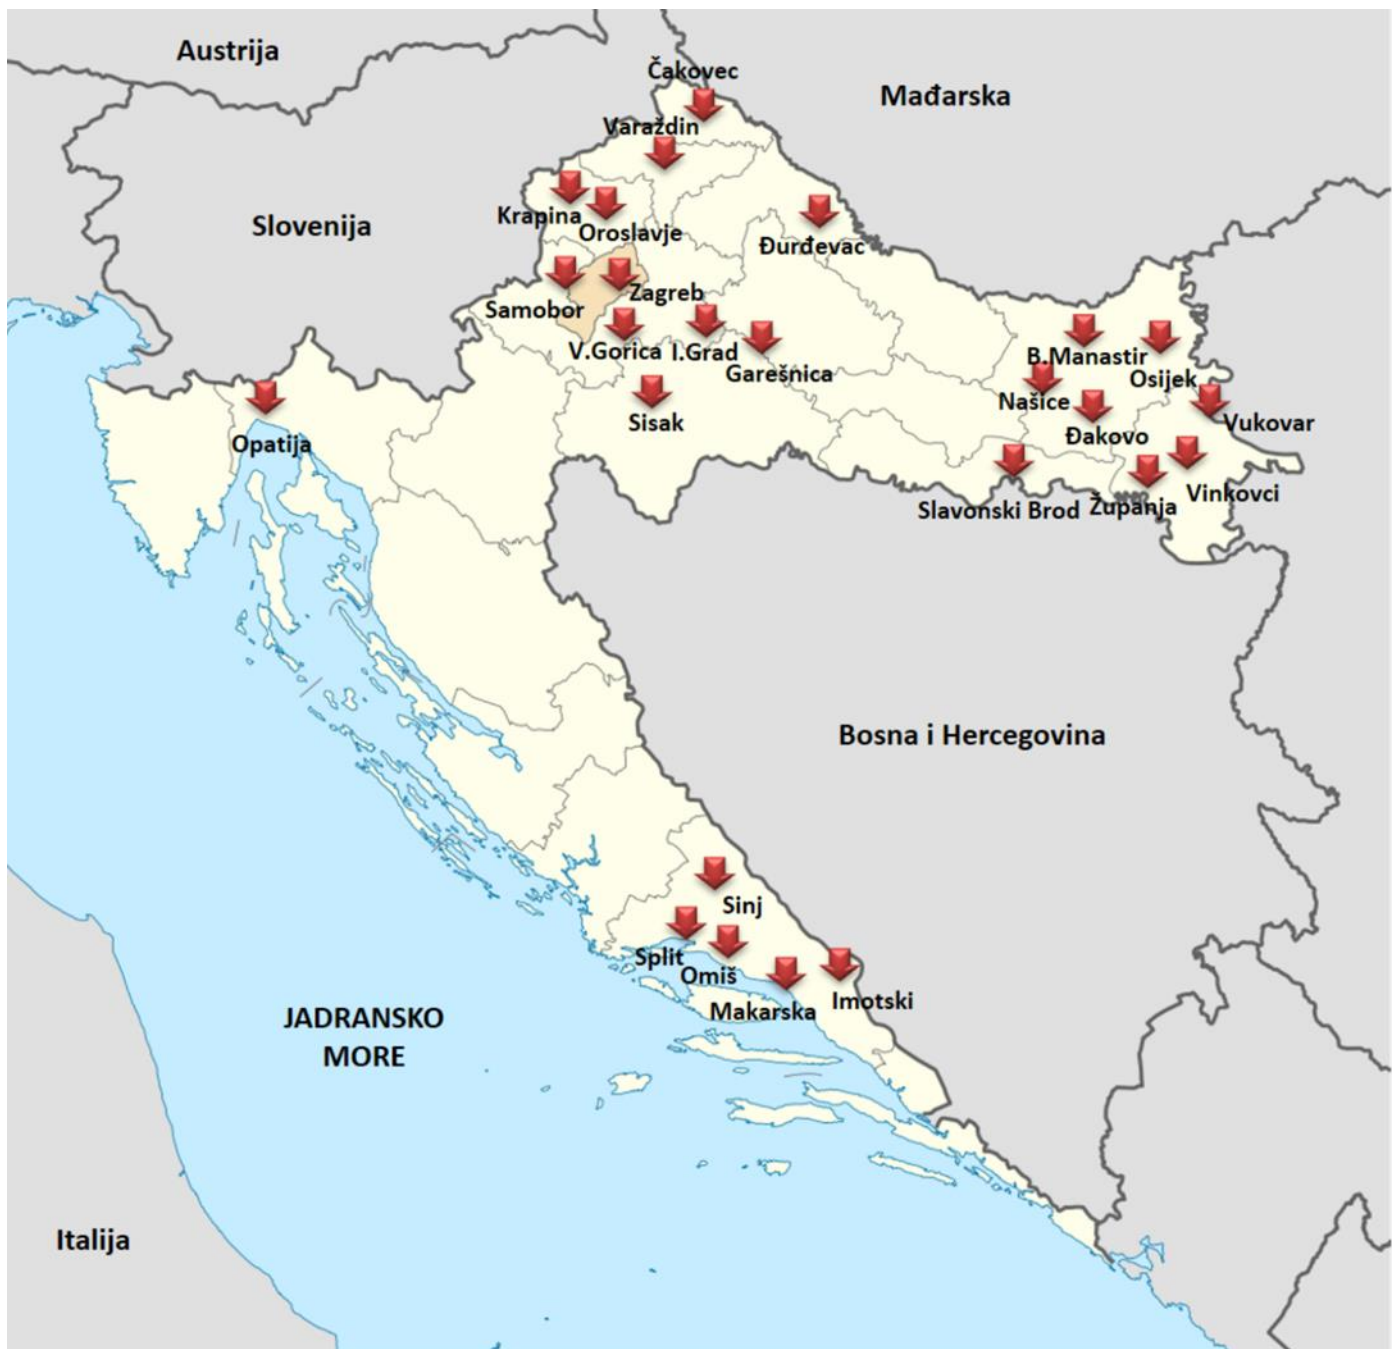 Austrija
Čakovec
Mađarska
Varaždin
Krapina
Oroslavje
Slovenija
Đurđevac
Zagreb
Samobor
V.Gorica
I.Grad
Garešnica
B.Manastir
Osijek
Našice
Sisak
Vukovar
Đakovo
Opatija
Vinkovci
Slavonski Brod
Županja
Bosna i Hercegovina
Sinj
Split
Omiš
Makarska
Imotski
JADRANSKO
MORE
Italija